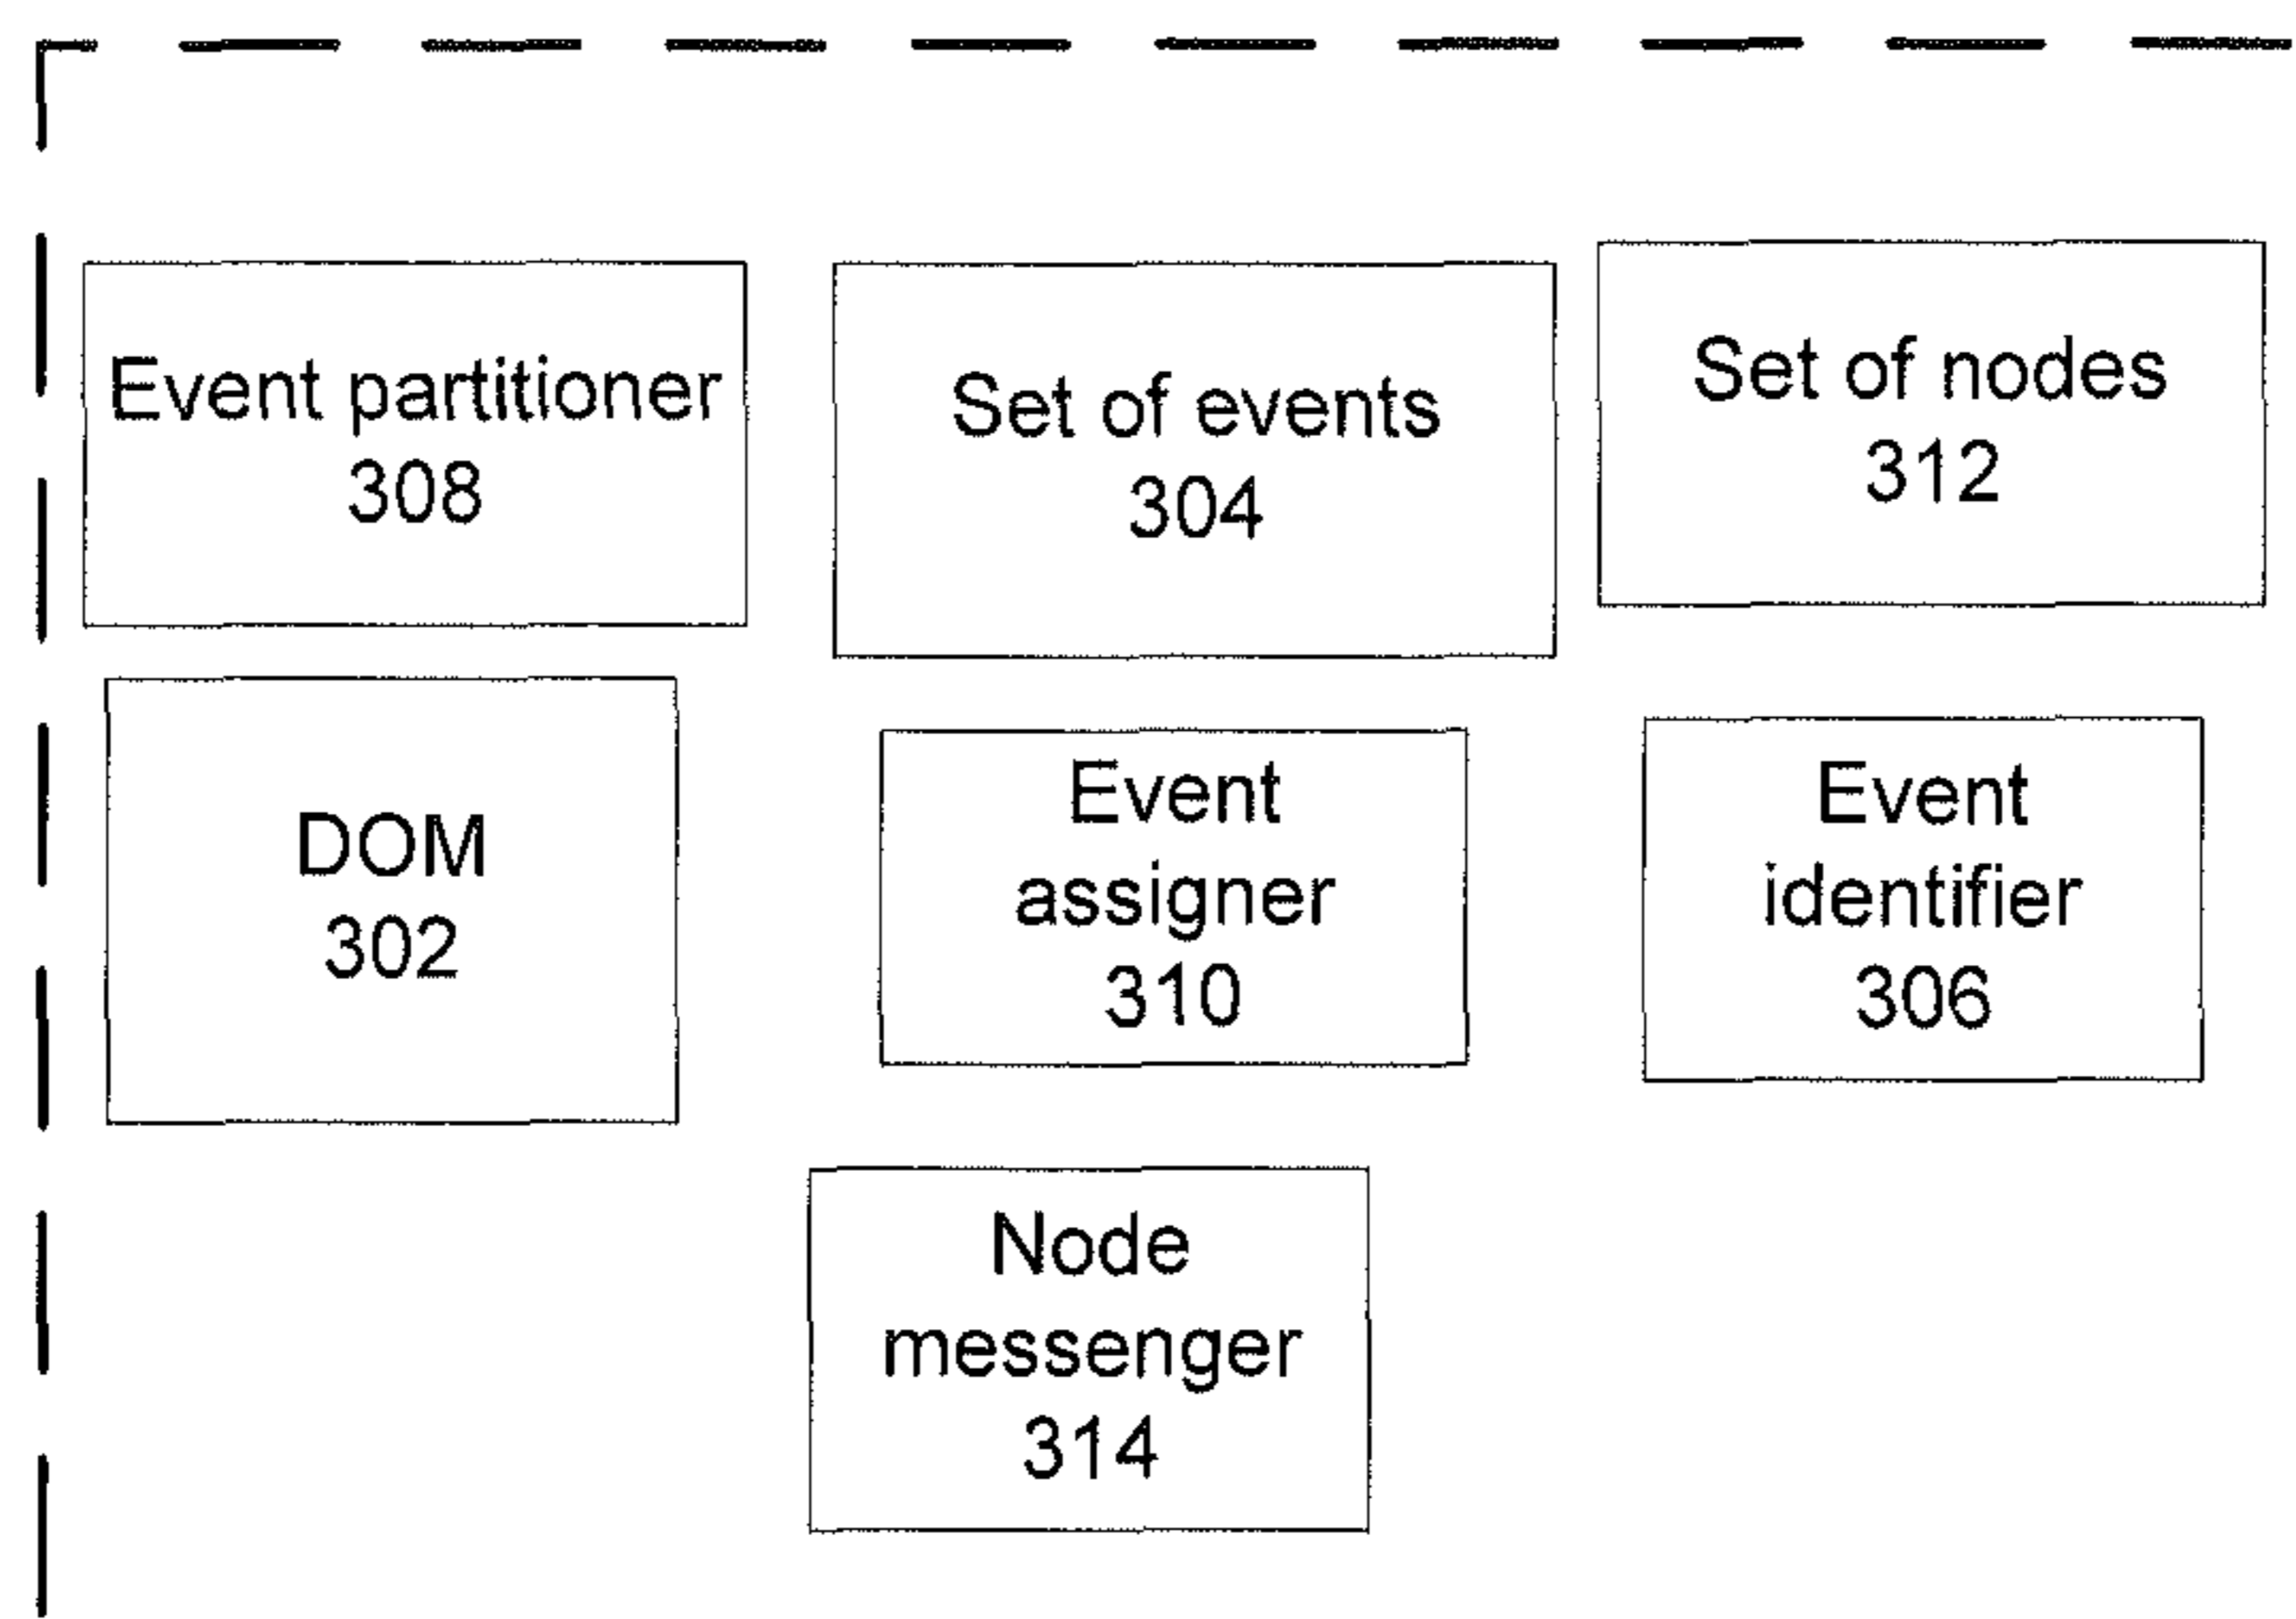 Event partitioner
308
Set of events
304
Set of nodes
312
DOM
302
Event
assigner
310
Event
identifier
306
Node
messenger
314